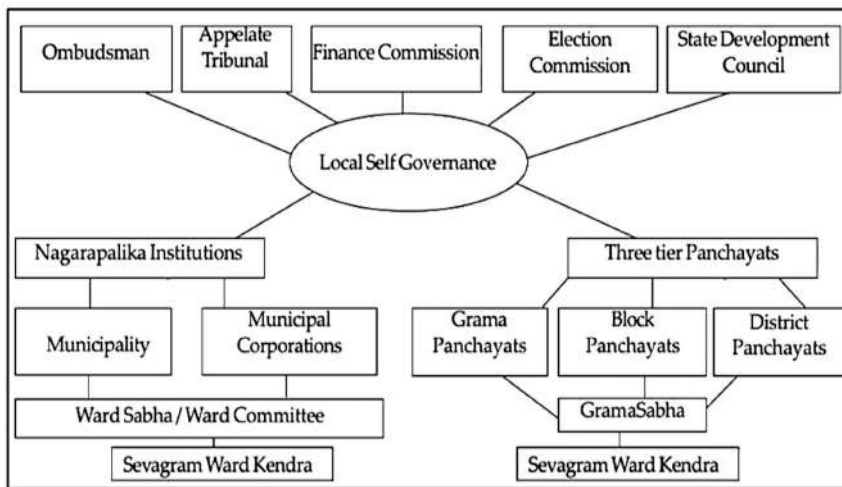 Ombudsman
Appelate
Tribunal
Finance Commission
Election
Commission
State Development
Council
Local Self Governance
Nagarapalika Institutions
Three tier Panchayats
Municipality
Municipal
Corporations
Grama
Panchayats
Block
Panchayats
District
Panchayats
Ward Sabha / Ward Committee
GramaSabha
Sevagram Ward Kendra
Sevagram Ward Kendra